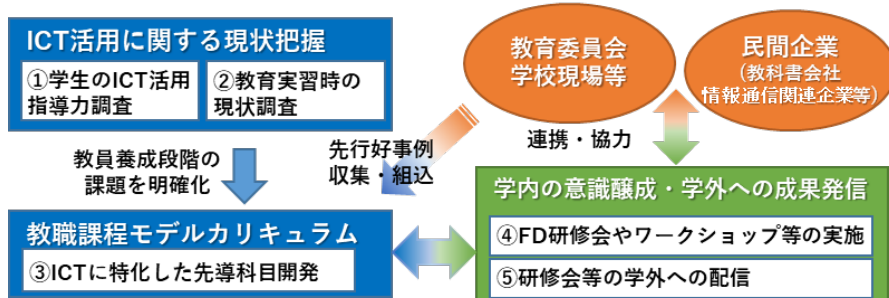 ICT活用に関する現状把握
①学生のICT活用
指導力調査
②教育実習時の
現状調査
教育委員会
学校現場等
民間企業
(教科書会社
情報通信関連企業等)
教員養成段階の
課題を明確化
先行好事例
収集・組込
連携・協力
教職課程モデルカリキュラム
③ICTに特化した先導科目開発
学内の意識醸成・学外への成果発信
④FD研修会やワークショップ等の実施
⑤研修会等の学外への配信